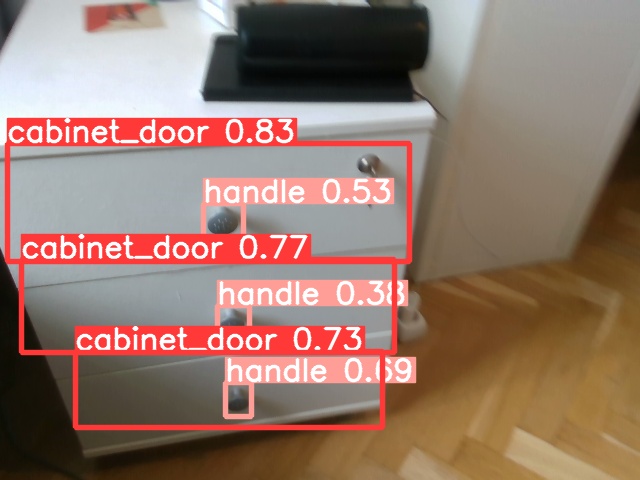 cabinet_door 0.83
handle 0.53
cabinet_door 0.77
handle 0.38
cabinet_door 0.73
handle 0.69